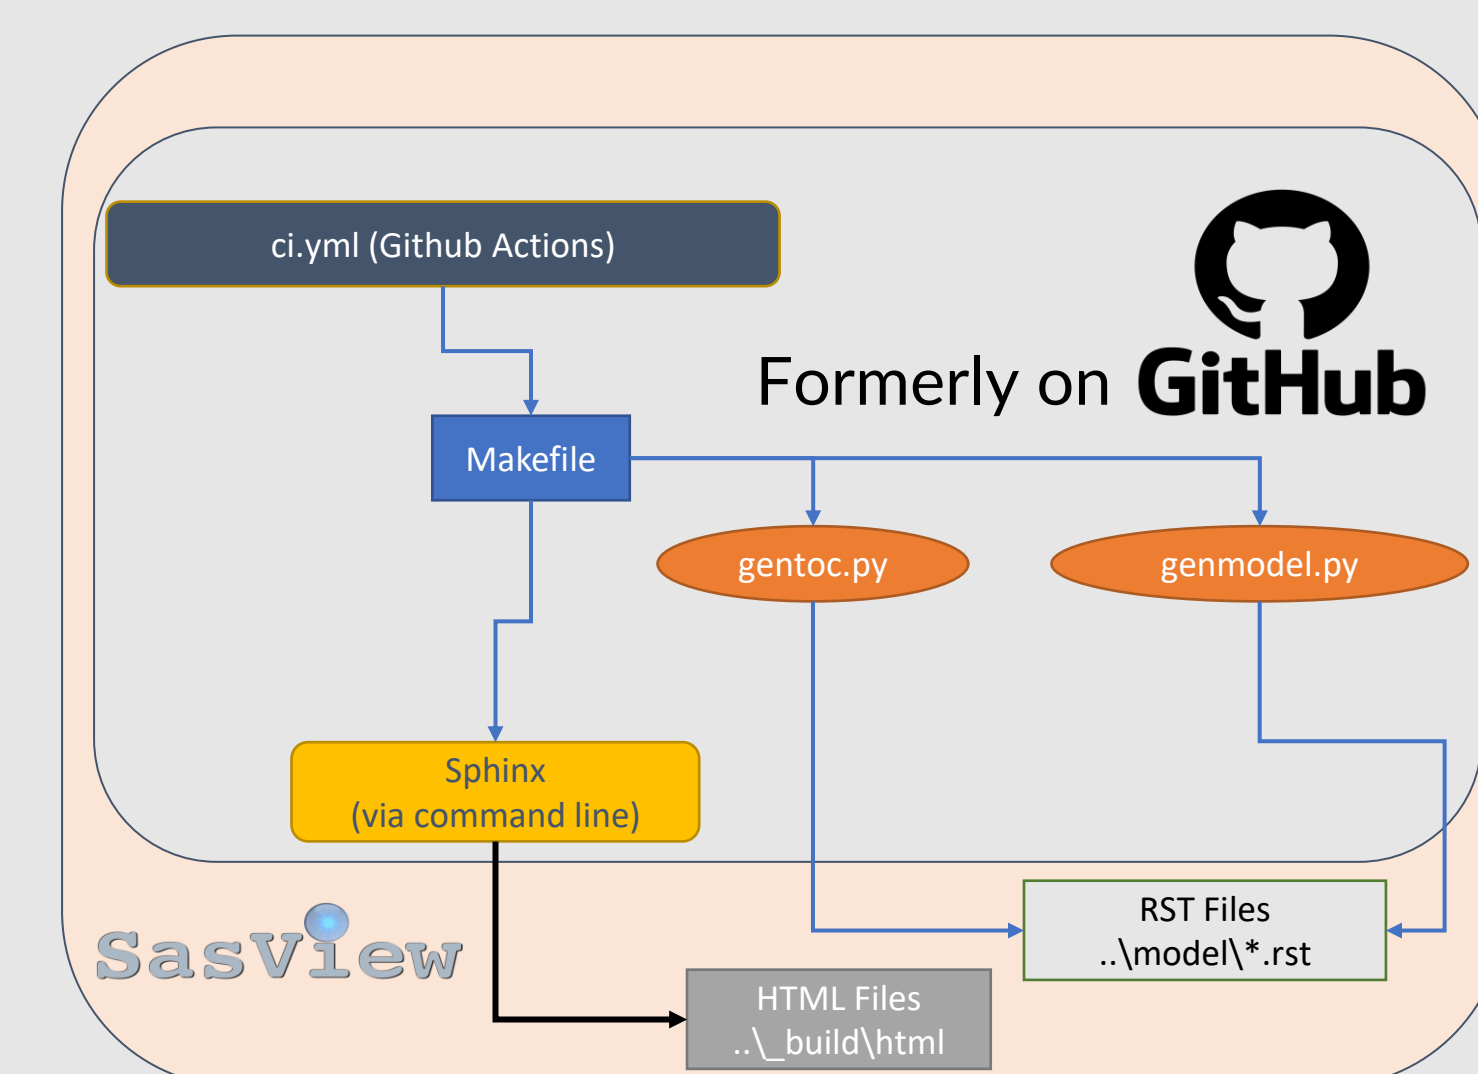 ci.yml (Github Actions)
Formerly on GitHub
Makefile
gentoc.py
genmodel.py
Sphinx
(via command line)
RST Files
..\model\*.rst
SasView
HTML Files
..\_build\html